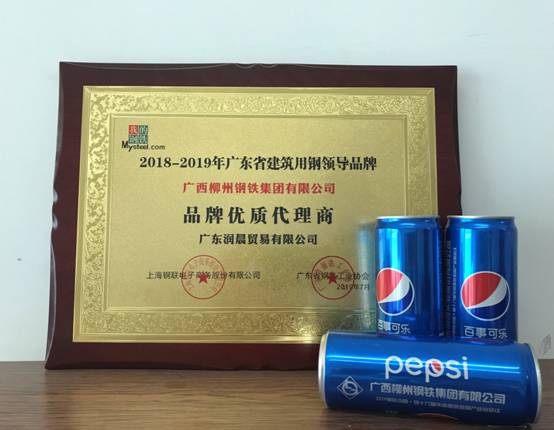 我的
钢铁
Mysteel.com
2018-2019年广东省建筑用钢领导品牌
广西柳州钢铁集团有限公司
品牌优质代理商
广东润晨贸易有限公司
上海钢联电子商务股份有限公司
广东省钢 工业协会
百事可乐
百事可乐
pepsi
广西柳州钢铁集团有限公司